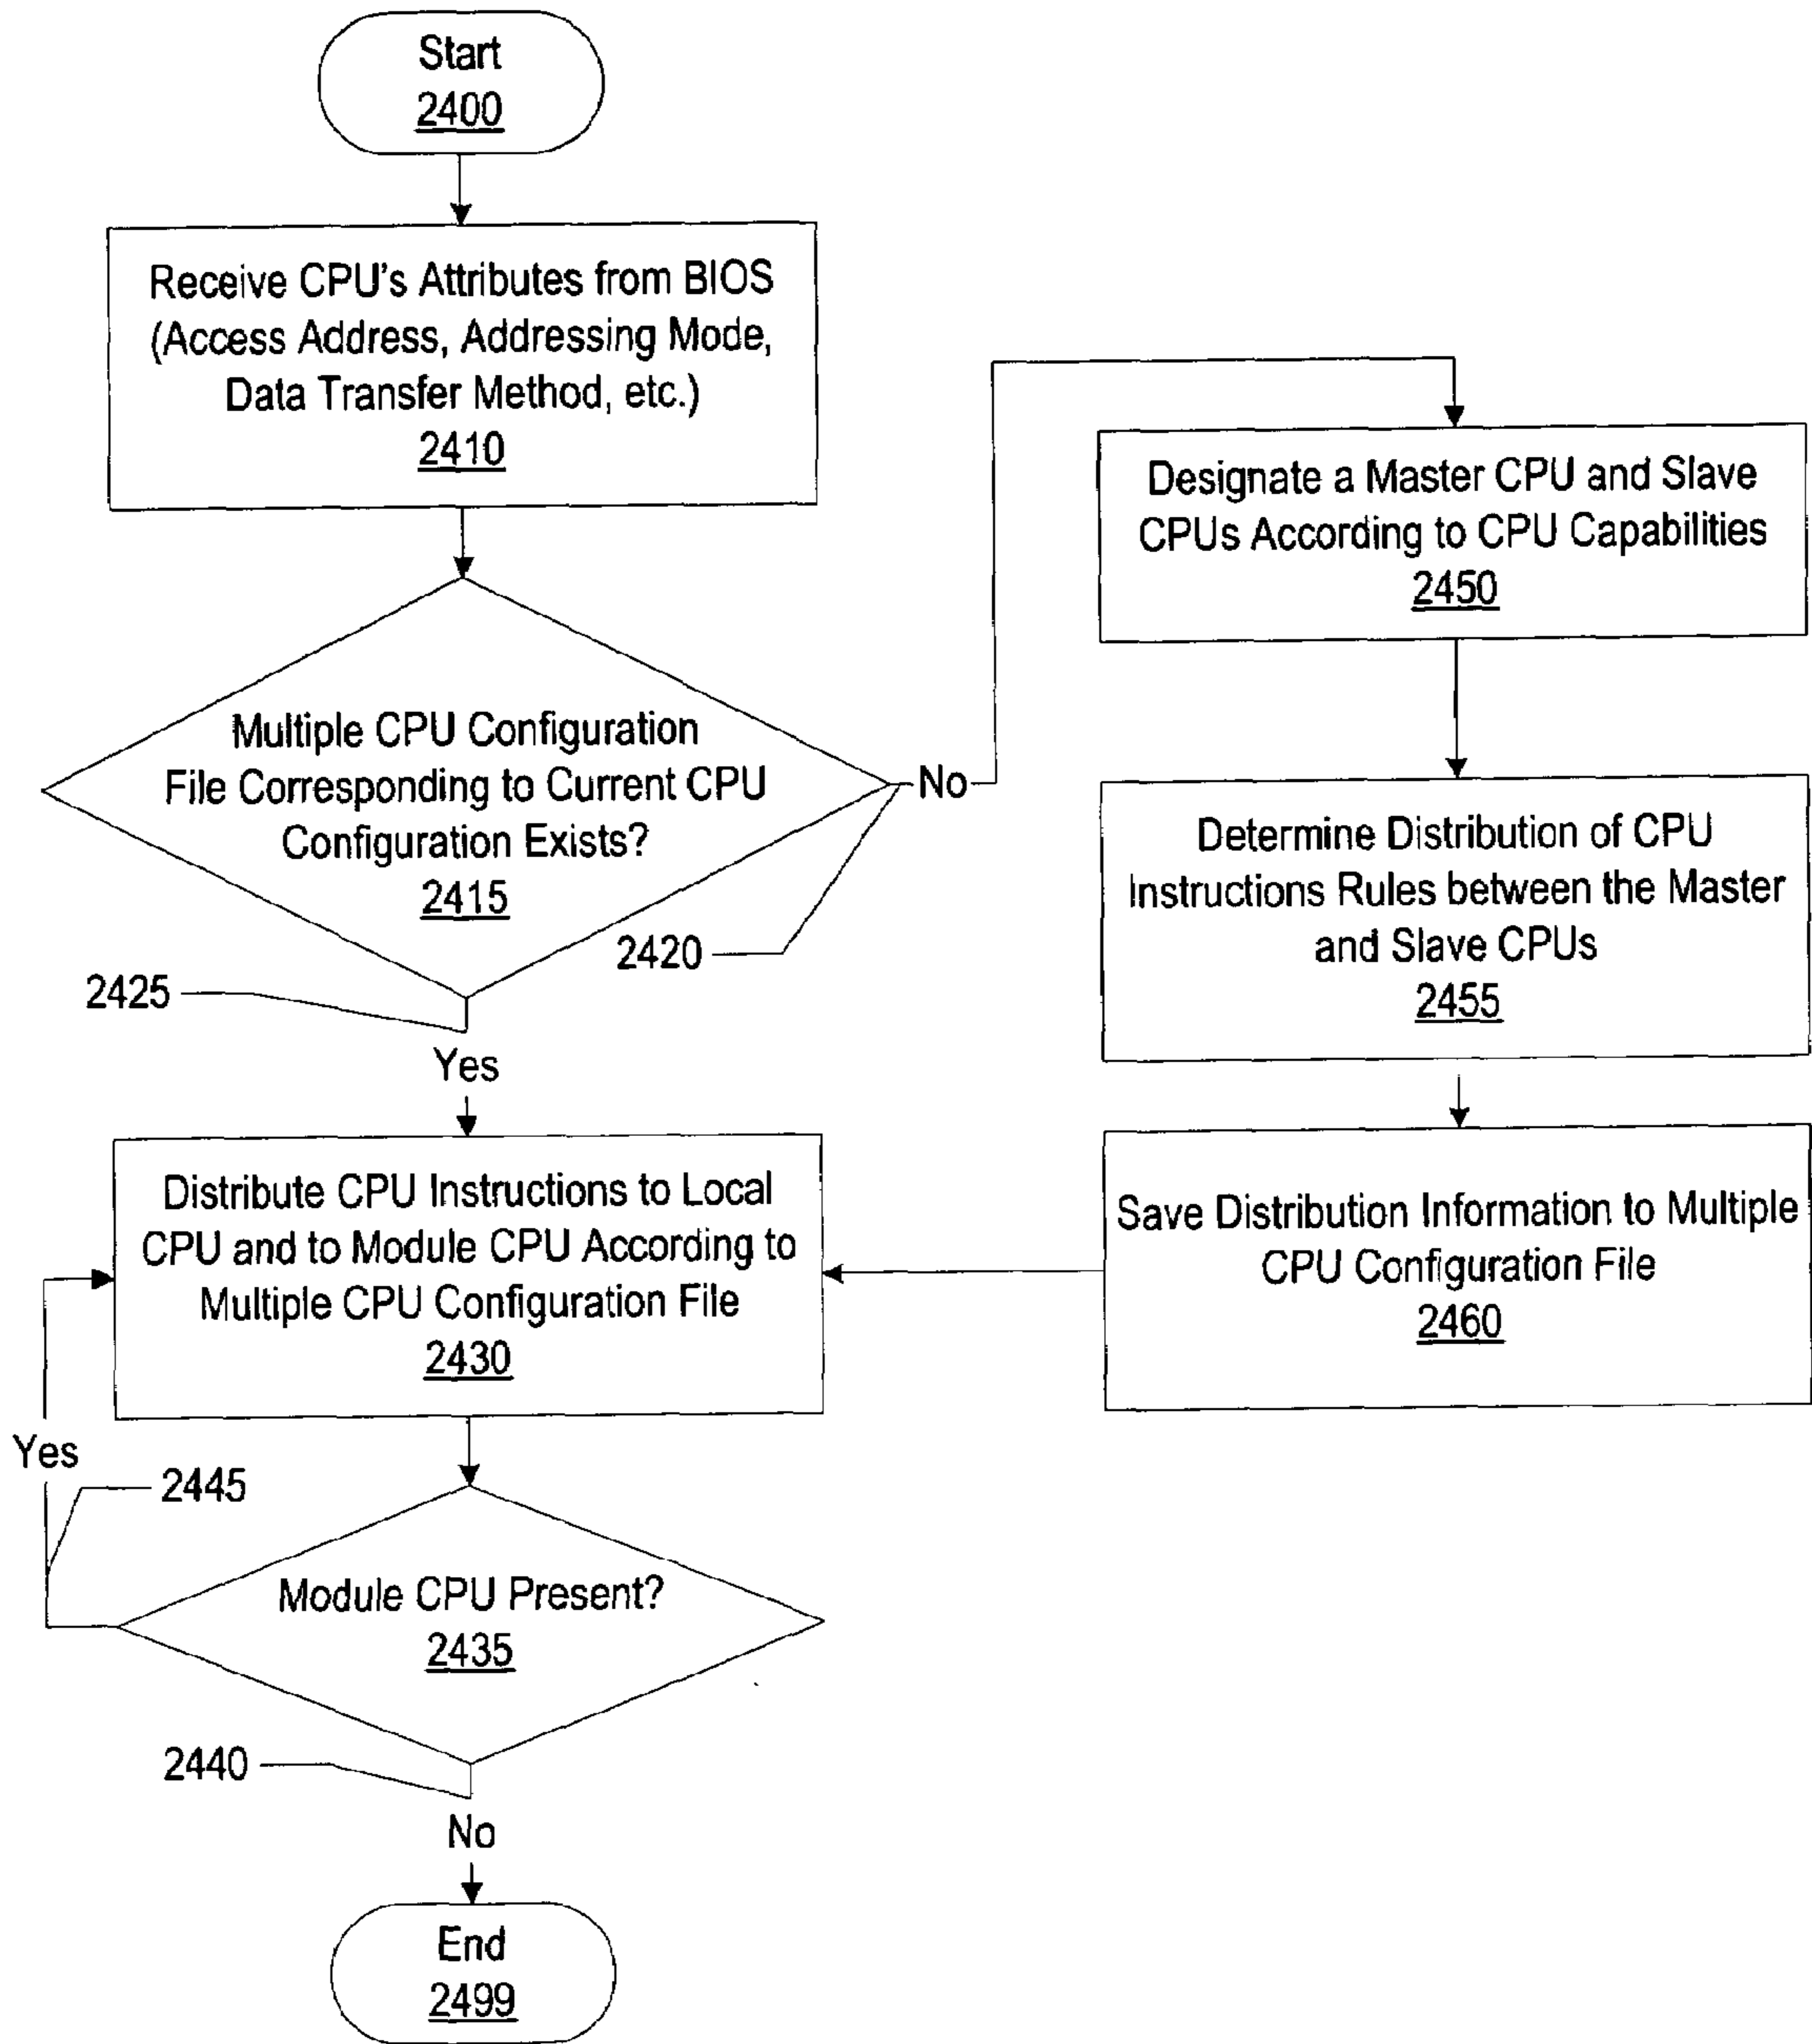 Start
2400
Receive CPU's Attributes from BIOS
(Access Address, Addressing Mode,
Data Transfer Method, etc.)
2410
Multiple CPU Configuration
File Corresponding to Current CPU
Configuration Exists?
2415
No
2420
2425
Yes
Designate a Master CPU and Slave
CPUs According to CPU Capabilities
2450
Determine Distribution of CPU
Instructions Rules between the Master
and Slave CPUs
2455
Save Distribution Information to Multiple
CPU Configuration File
2460
Distribute CPU Instructions to Local
CPU and to Module CPU According to
Multiple CPU Configuration File
2430
Yes
2445
Module CPU Present?
2435
2440
No
End
2499